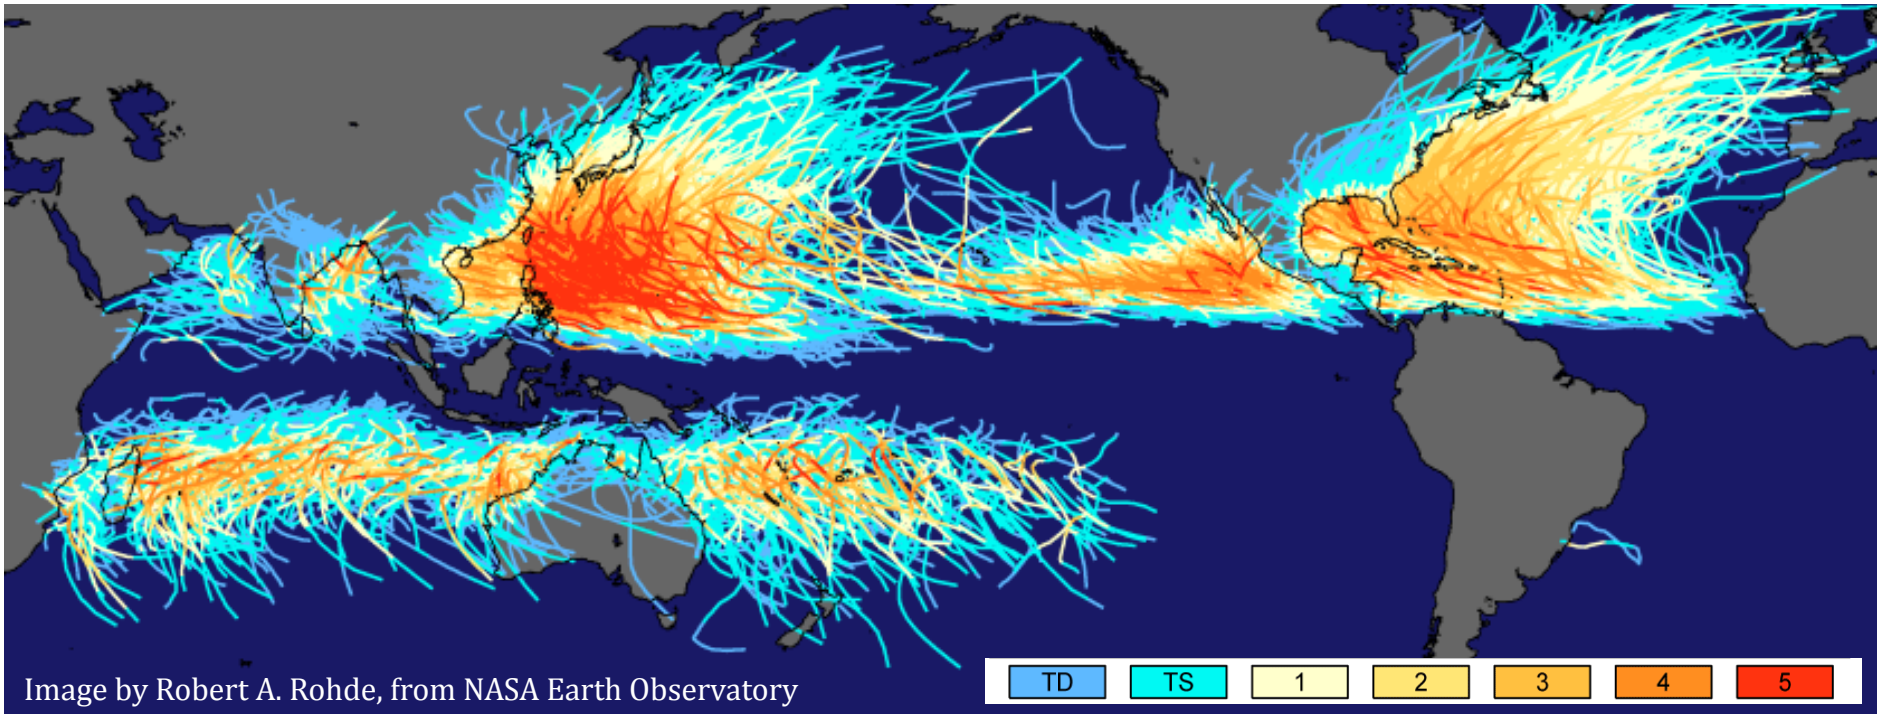 Image by Robert A. Rohde, from NASA Earth Observatory
TD TS 1 2 3 4 5